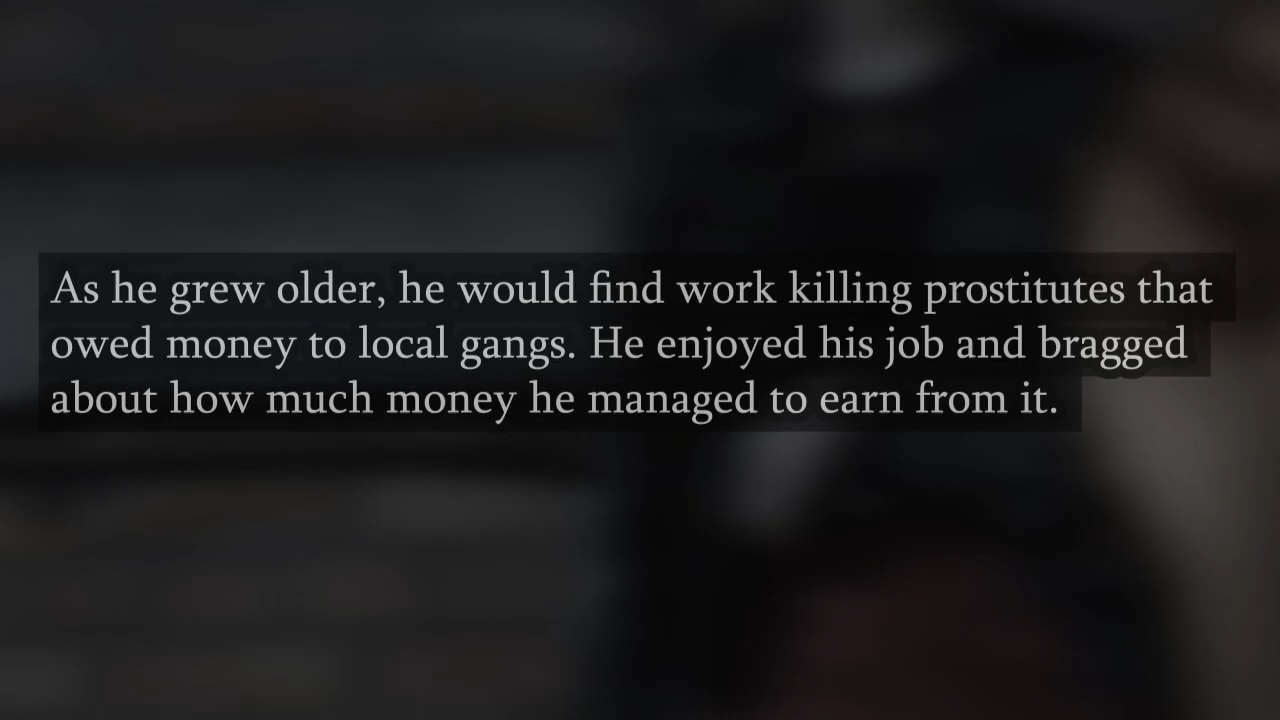 As he grew older, he would find work killing prostitutes that
owed money to local gangs. He enjoyed his job and bragged
about how much money he managed to earn from it.